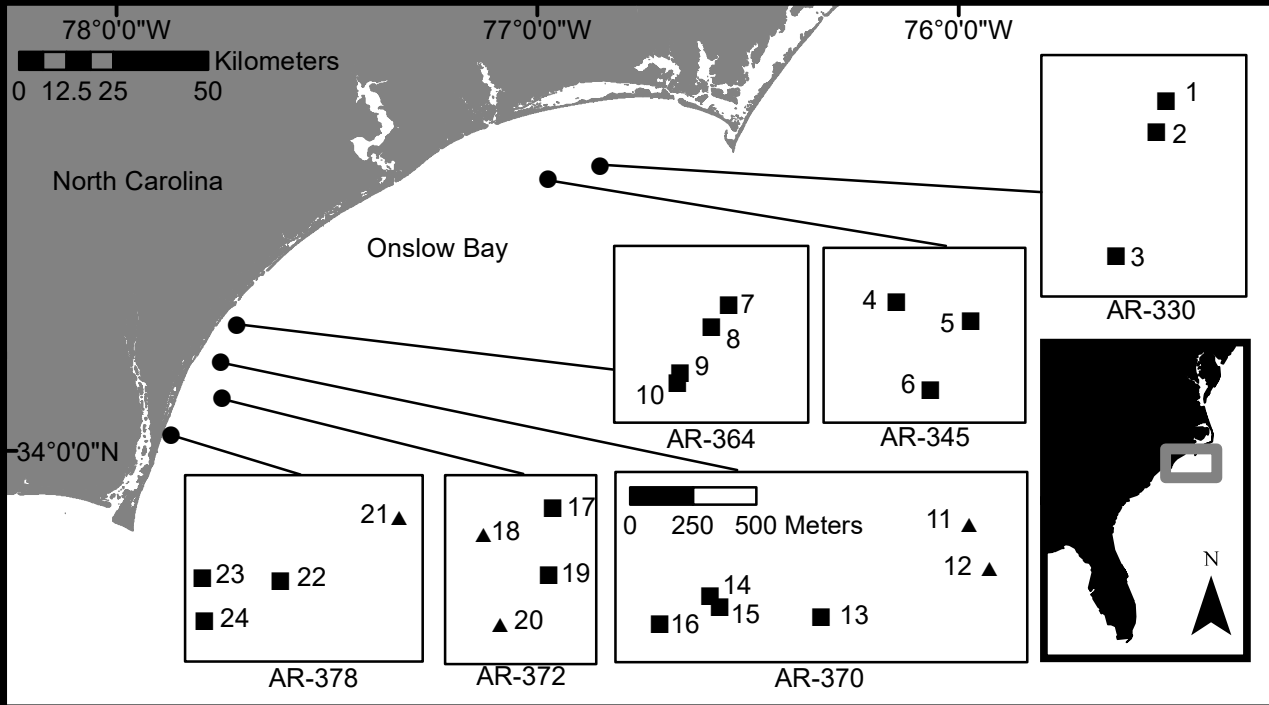 78°0'0"W 77°0'0"W 76°0'0"W
Kilometers
0 12.5 25 50
North Carolina
Onslow Bay
34°0'0"N
1
2
3
AR-330
4
5
6
AR-345
7
8
9
10
AR-364
0 250 500 Meters
11
12
13
14
15
16
AR-370
17
18
19
20
AR-372
21
22
23
24
AR-378
N